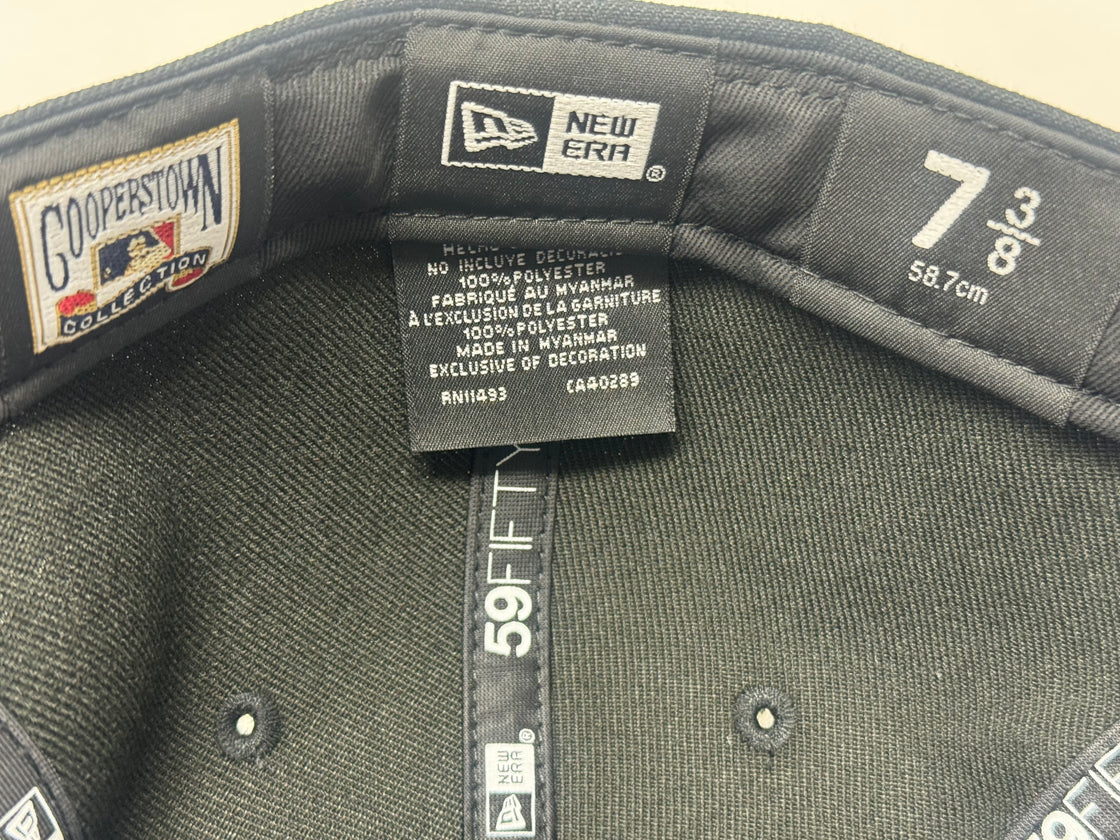 COOPERSTOWN
COLLECTION
NEW
ERA
®
7 3/8
58.7cm
NO INCLUYE
100% POLYESTER
FABRIQUÉ AU MYANMAR
À L'EXCLUSION DE LA GARNITURE
100% POLYESTER
MADE IN MYANMAR
EXCLUSIVE OF DECORATION
RN11493 CA40289
59FIFTY
NEW
ERA
®